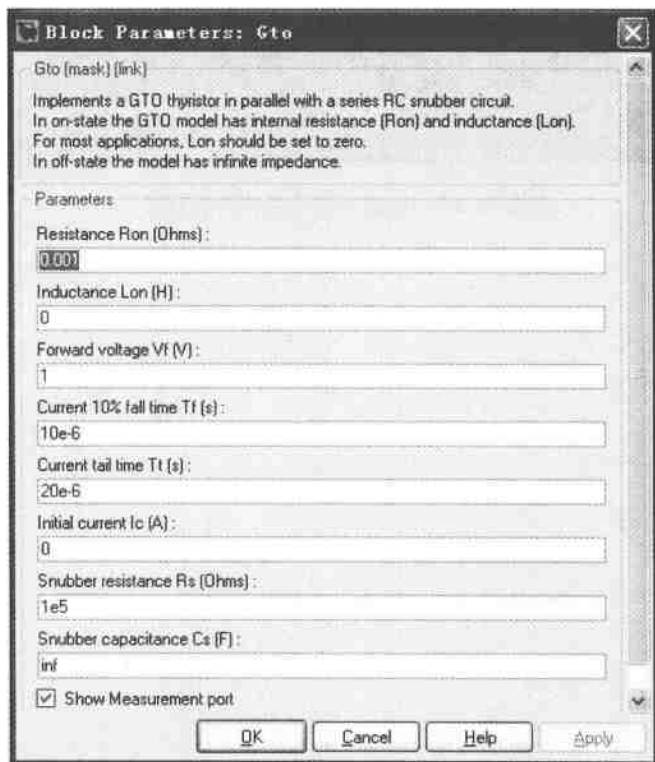 Block Parameters: Gto
Gto (mask) (link)
Implements a GTO thyristor in parallel with a series RC snubber circuit.
In on-state the GTO model has internal resistance (Ron) and inductance (Lon).
For most applications, Lon should be set to zero.
In off-state the model has infinite impedance.
Parameters
Resistance Ron (Ohms) :
0.001
Inductance Lon (H) :
0
Forward voltage Vf (V) :
1
Current 10% fall time Tf (s) :
10e-6
Current tail time Tt (s) :
20e-6
Initial current Ic (A) :
0
Snubber resistance Rs (Ohms) :
1e5
Snubber capacitance Cs (F) :
inf
Show Measurement port
OK Cancel Help Apply